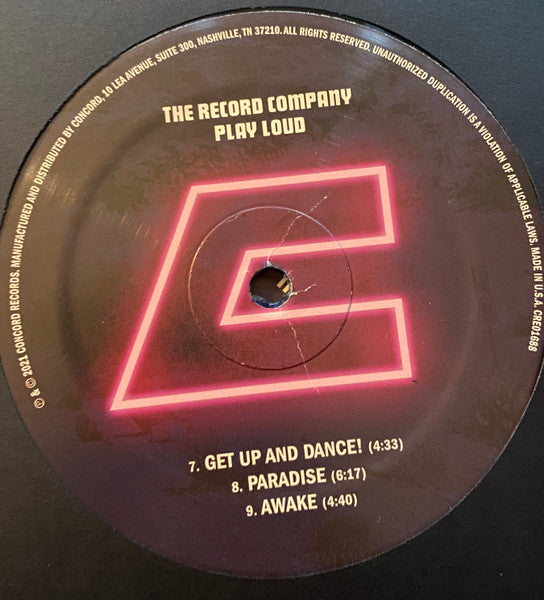 ℗ & © 2021 CONCORD RECORDS. MANUFACTURED AND DISTRIBUTED BY CONCORD, 10 LEA AVENUE, SUITE 300, NASHVILLE, TN 37210. ALL RIGHTS RESERVED. UNAUTHORIZED DUPLICATION IS A VIOLATION OF APPLICABLE LAWS. MADE IN U.S.A. CRE01688
THE RECORD COMPANY
PLAY LOUD
7. GET UP AND DANCE! (4:33)
8. PARADISE (6:17)
9. AWAKE (4:40)